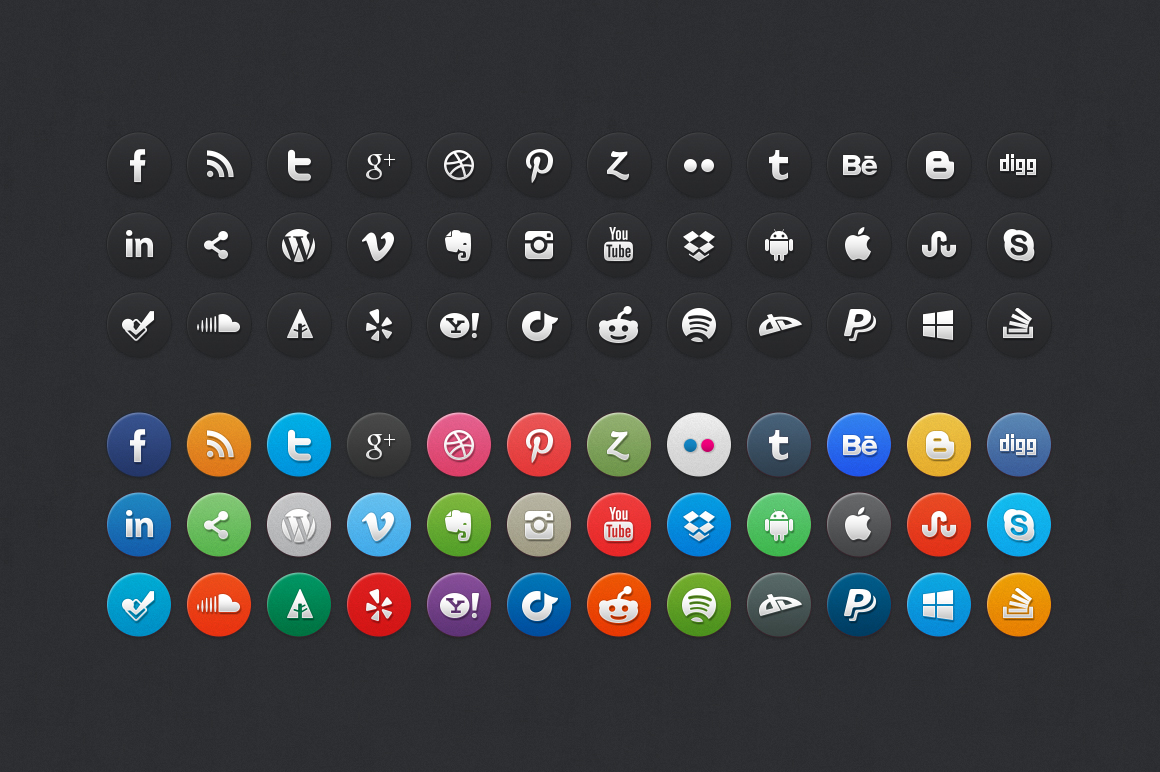 f t g+ P Z t Bē B digg
in W V You
Tube S
Y! P
f t g+ P Z t Bē B digg
in W V You
Tube S
Y! P